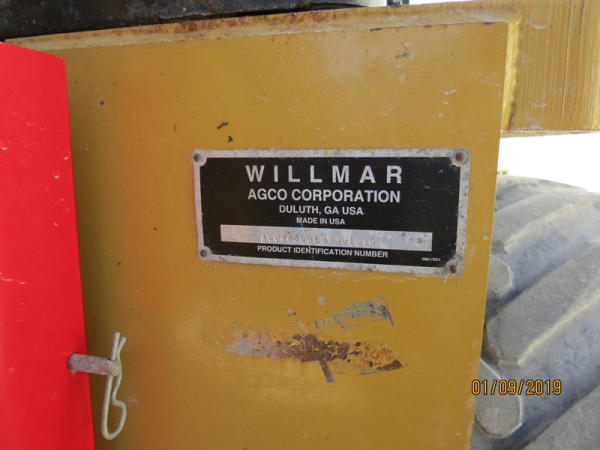 WILLMAR
AGCO CORPORATION
DULUTH, GA USA
MADE IN USA
PRODUCT IDENTIFICATION NUMBER
01/09/2019